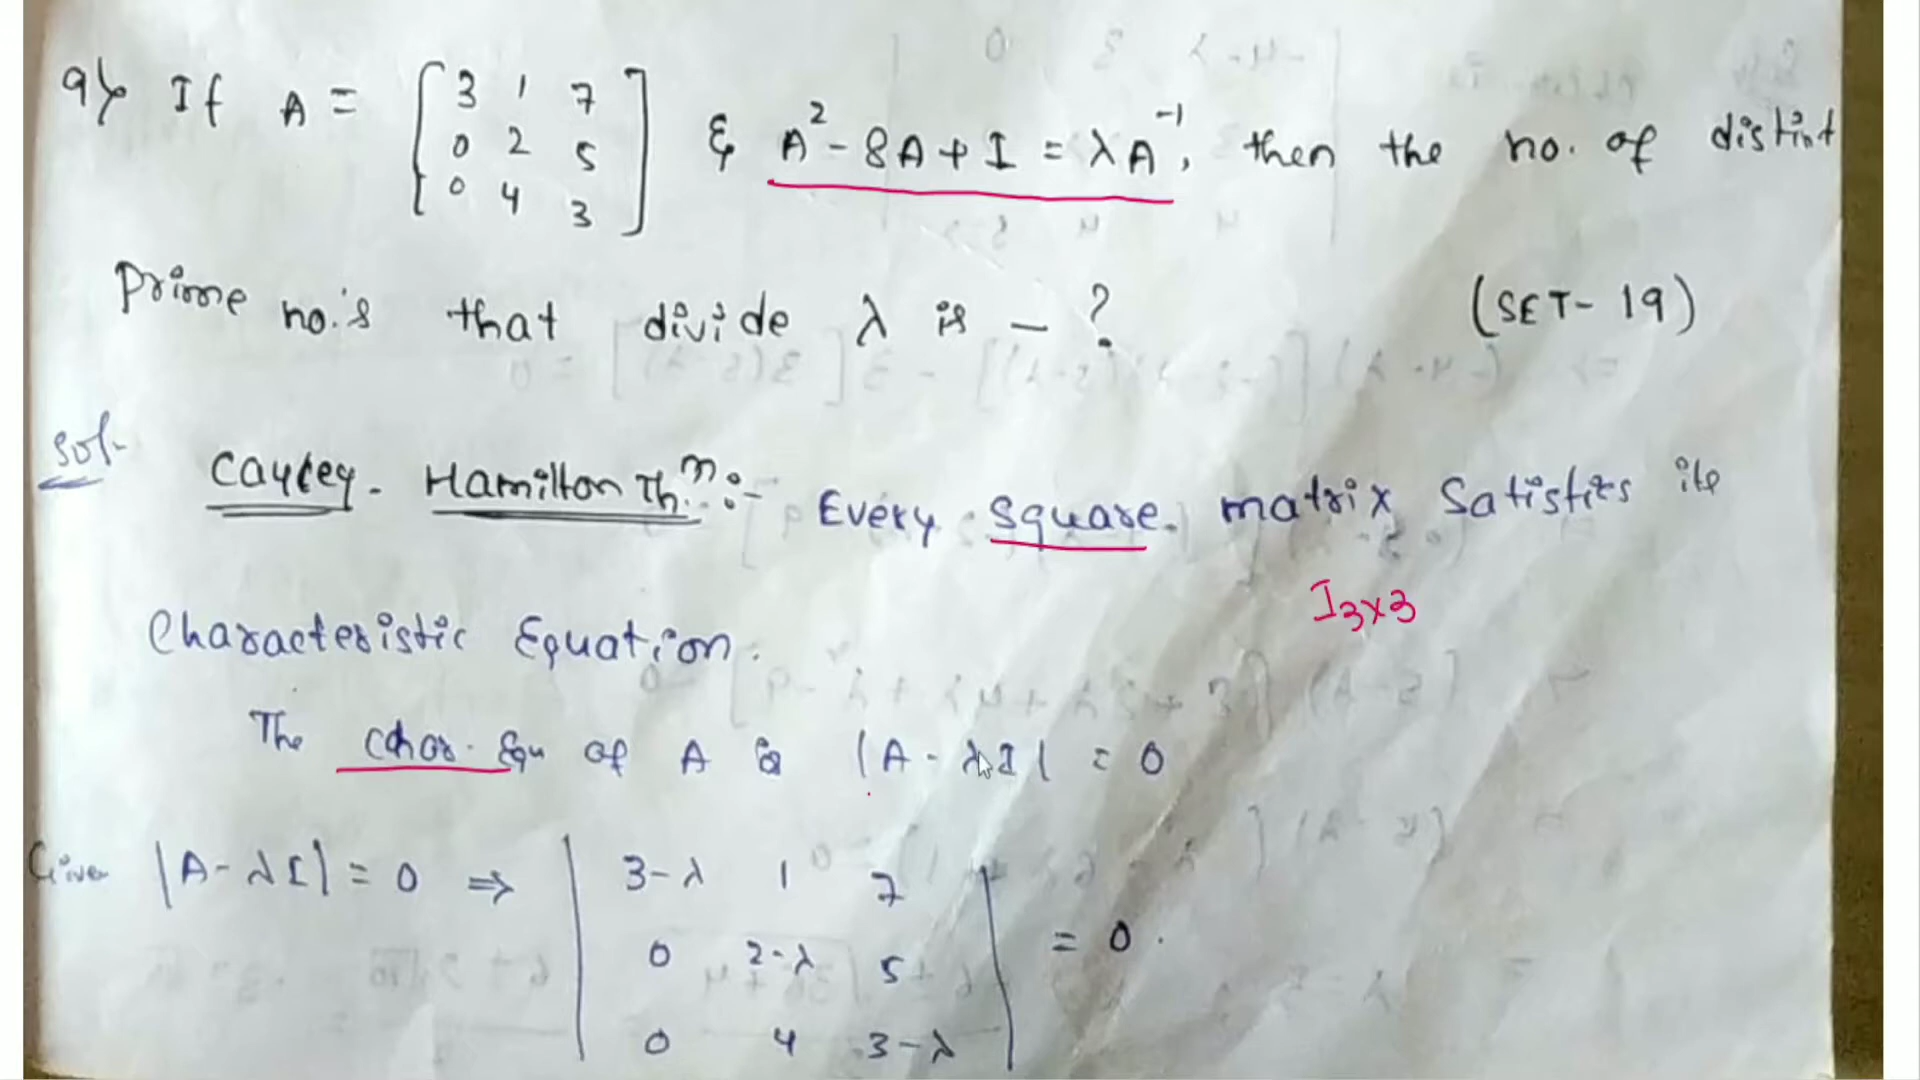 9) If A = [3 1 7
0 2 5
0 4 3] & A² - 8A + I = λA⁻¹, then the no. of distint
Prime no.'s that divide λ is - ?
(SET- 19)
Sol-
Cayley- Hamilton Thm :- Every square matrix Satisfies its
Characteristic Equation.
I3x3
The char. Equ of A is |A - λI| = 0
Given |A - λI| = 0 ⇒ | 3-λ 1 7
0 2-λ 5
0 4 3-λ | = 0.